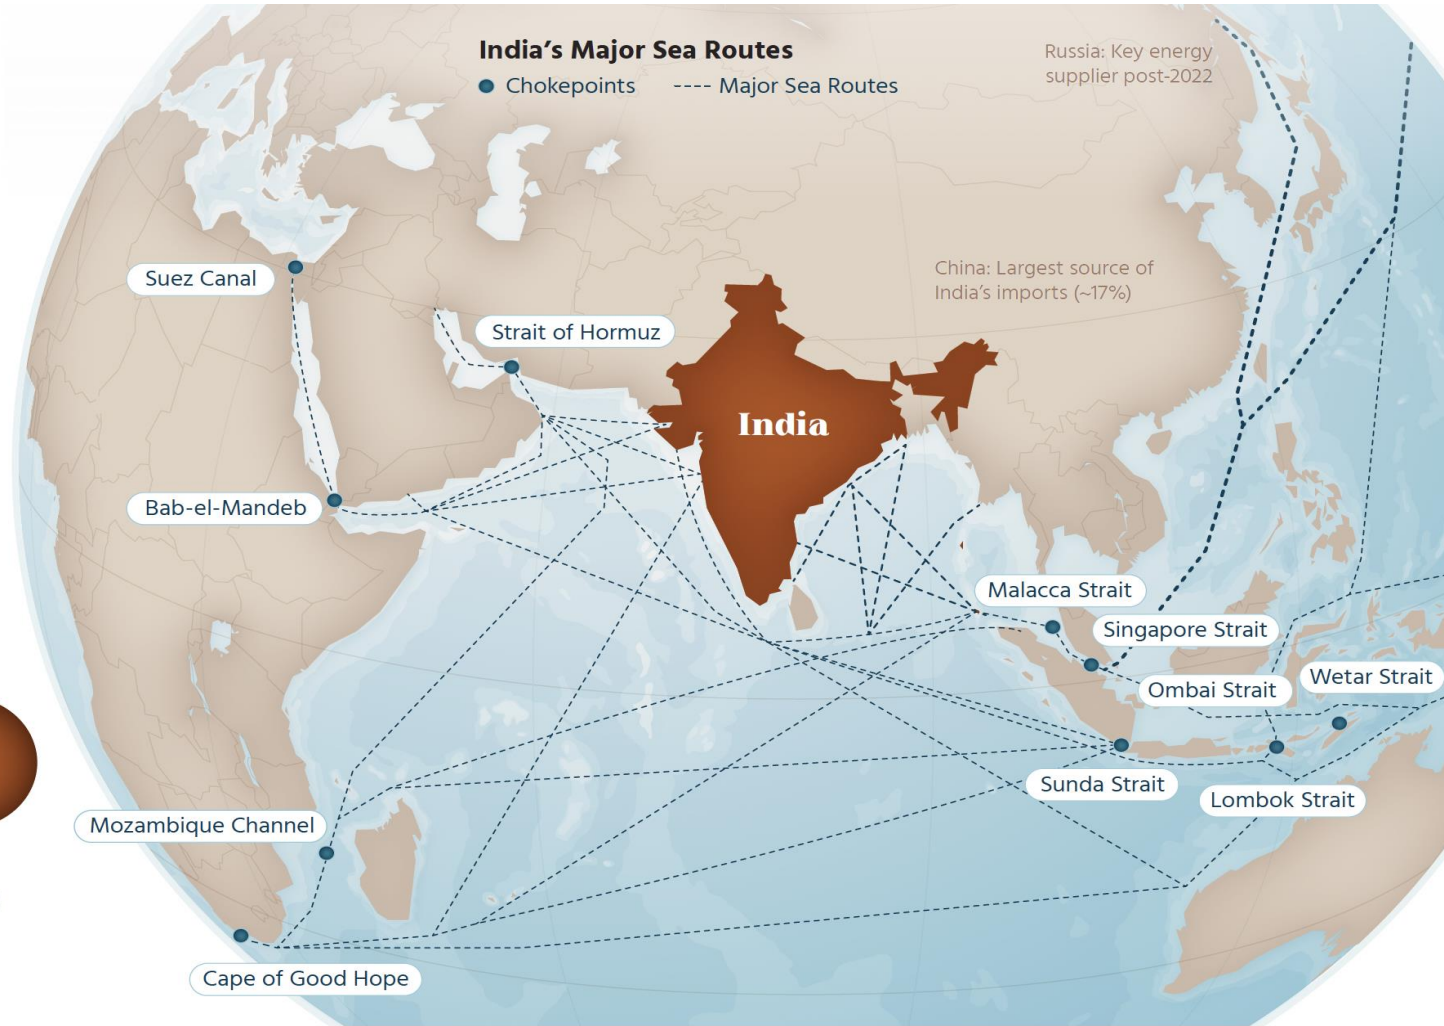 India's Major Sea Routes
Chokepoints
Major Sea Routes
Russia: Key energy
supplier post-2022
China: Largest source of
India's imports (~17%)
Suez Canal
Strait of Hormuz
India
Bab-el-Mandeb
Malacca Strait
Singapore Strait
Wetar Strait
Ombai Strait
Sunda Strait
Lombok Strait
Mozambique Channel
Cape of Good Hope